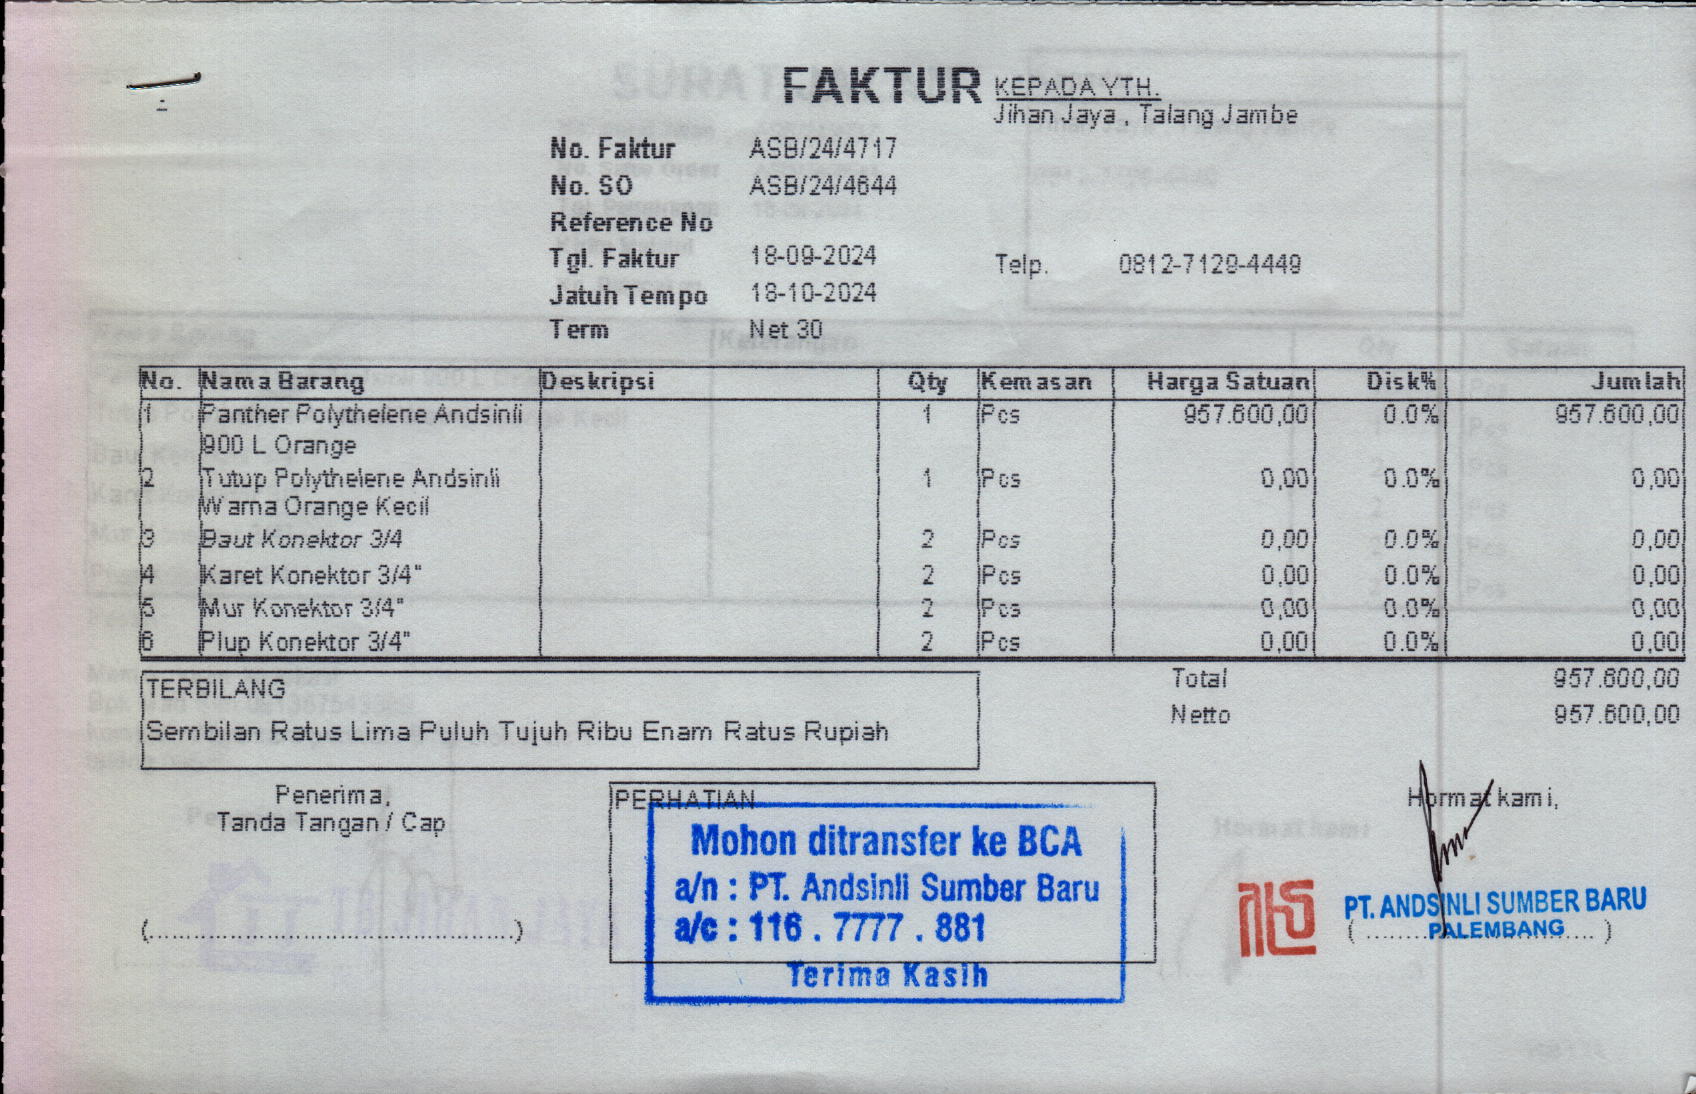 FAKTUR
KEPADA YTH.
Jihan Jaya , Talang Jambe
No. Faktur ASB/24/4717
No. SO ASB/24/4644
Reference No
Tgl. Faktur 18-09-2024
Telp. 0812-7129-4449
Jatuh Tempo 18-10-2024
Term Net 30
No. Nama Barang Deskripsi Qty Kemasan Harga Satuan Disk% Jumlah
1 Panther Polythelene Andsinli 1 Pcs 957.600,00 0.0% 957.600,00
900 L Orange
2 Tutup Polythelene Andsinli 1 Pcs 0,00 0.0% 0,00
Warna Orange Kecil
3 Baut Konektor 3/4 2 Pcs 0,00 0.0% 0,00
4 Karet Konektor 3/4" 2 Pcs 0,00 0.0% 0,00
5 Mur Konektor 3/4" 2 Pcs 0,00 0.0% 0,00
6 Plup Konektor 3/4" 2 Pcs 0,00 0.0% 0,00
Total 957.600,00
Netto 957.600,00
TERBILANG
Sembilan Ratus Lima Puluh Tujuh Ribu Enam Ratus Rupiah
Penerima,
Tanda Tangan / Cap
(................................................)
PERHATIAN
Mohon ditransfer ke BCA
a/n : PT. Andsinli Sumber Baru
a/c : 116 . 7777 . 881
Terima Kasih
Hormat kami,
PT. ANDSINLI SUMBER BARU
PALEMBANG